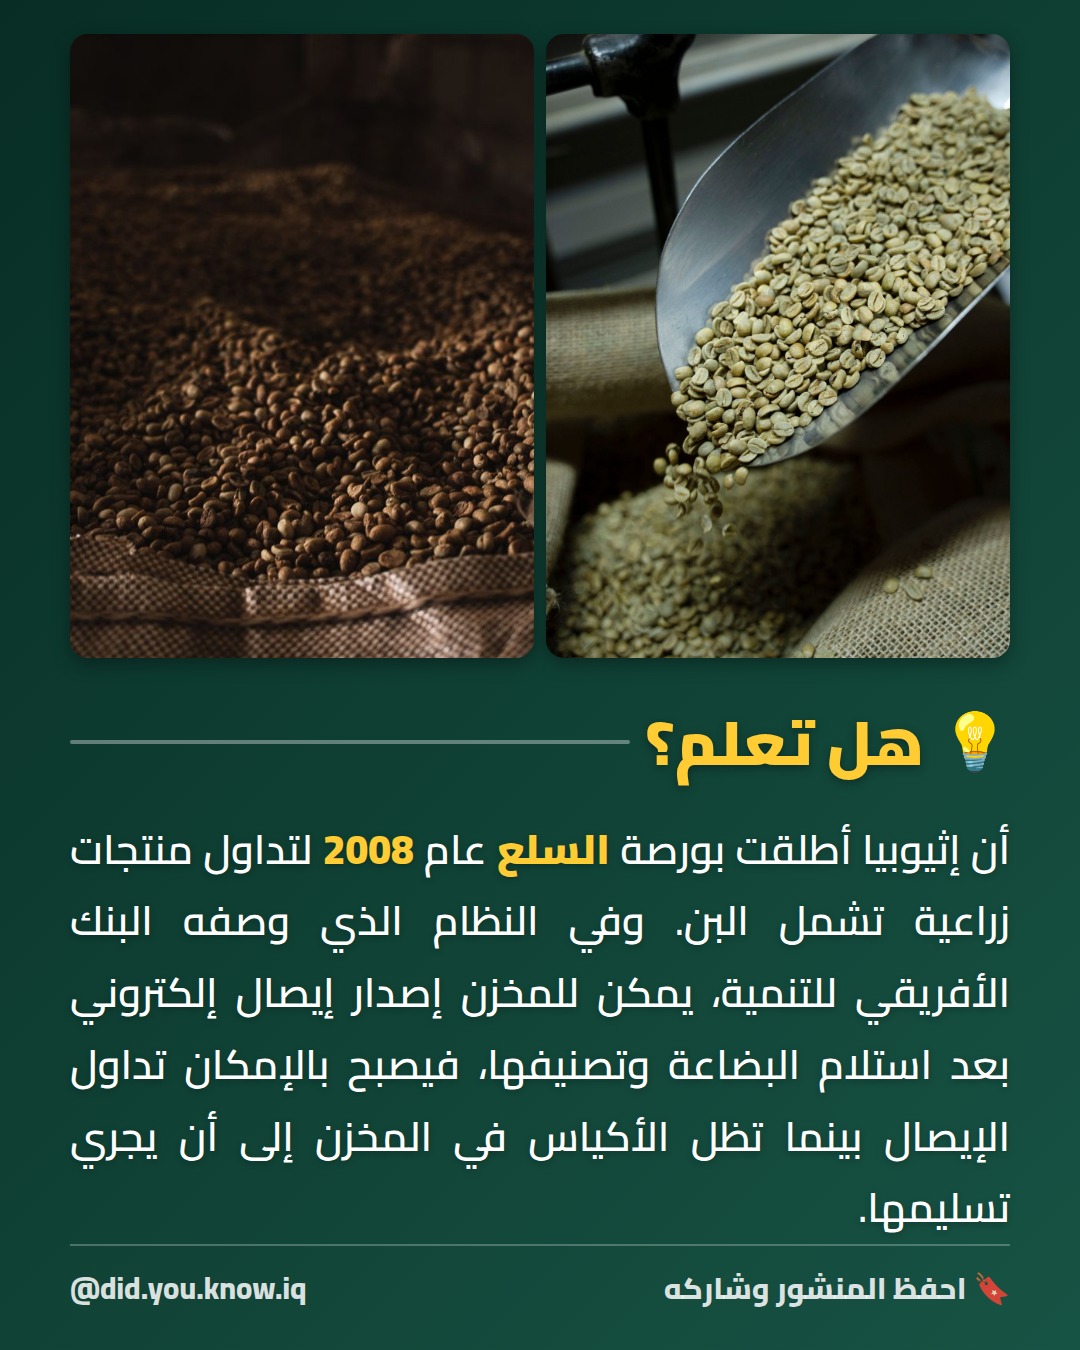 هل تعلم؟
أن إثيوبيا أطلقت بورصة السلع عام 2008 لتداول منتجات
زراعية تشمل البن. وفي النظام الذي وصفه البنك
الأفريقي للتنمية، يمكن للمخزن إصدار إيصال إلكتروني
بعد استلام البضاعة وتصنيفها، فيصبح بالإمكان تداول
الإيصال بينما تظل الأكياس في المخزن إلى أن يجري
تسليمها.
احفظ المنشور وشاركه
@did.you.know.iq